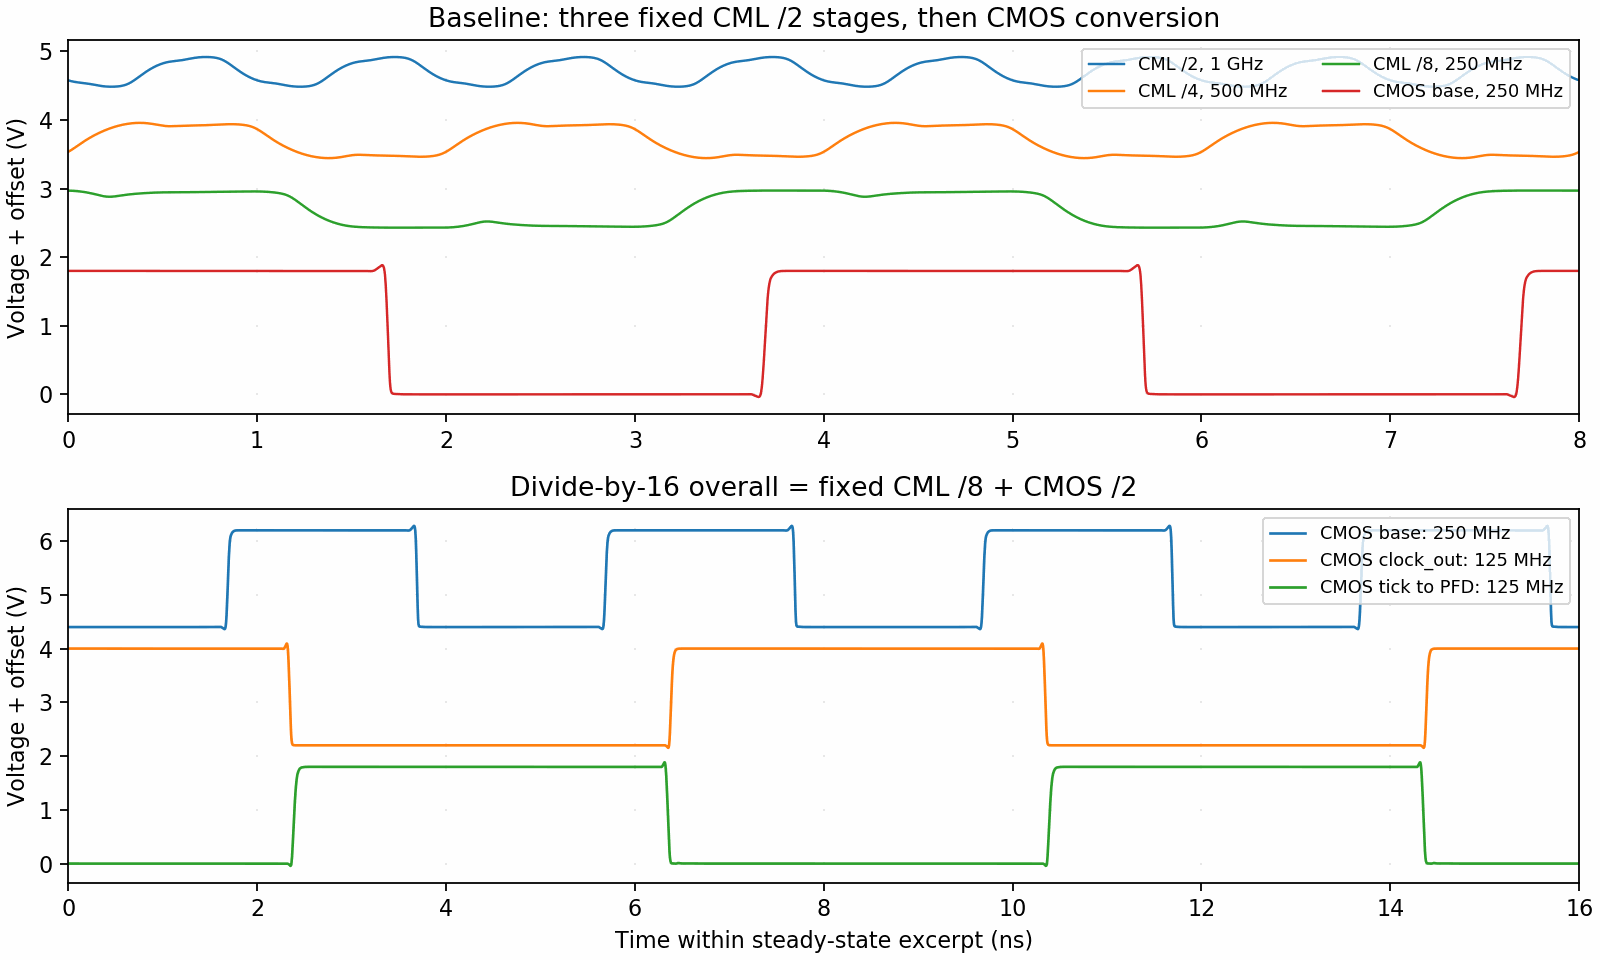 Baseline: three fixed CML /2 stages, then CMOS conversion
Voltage + offset (V)
5
4
3
2
1
0
CML /2, 1 GHz
CML /4, 500 MHz
CML /8, 250 MHz
CMOS base, 250 MHz
0 1 2 3 4 5 6 7 8
Divide-by-16 overall = fixed CML /8 + CMOS /2
Voltage + offset (V)
6
5
4
3
2
1
0
CMOS base: 250 MHz
CMOS clock_out: 125 MHz
CMOS tick to PFD: 125 MHz
0 2 4 6 8 10 12 14 16
Time within steady-state excerpt (ns)